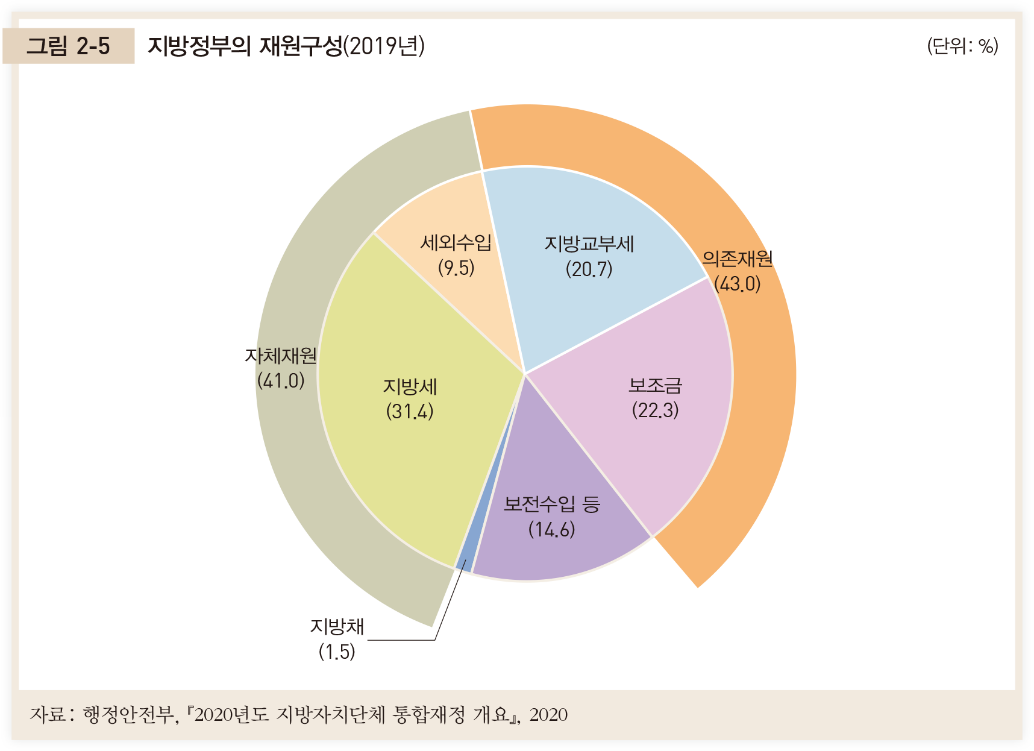 그림 2-5 지방정부의 재원구성(2019년) (단위: %)
세외수입
(9.5)
지방교부세
(20.7)
의존재원
(43.0)
자체재원
(41.0)
지방세
(31.4)
보조금
(22.3)
보전수입 등
(14.6)
지방채
(1.5)
자료: 행정안전부, 『2020년도 지방자치단체 통합재정 개요』, 2020